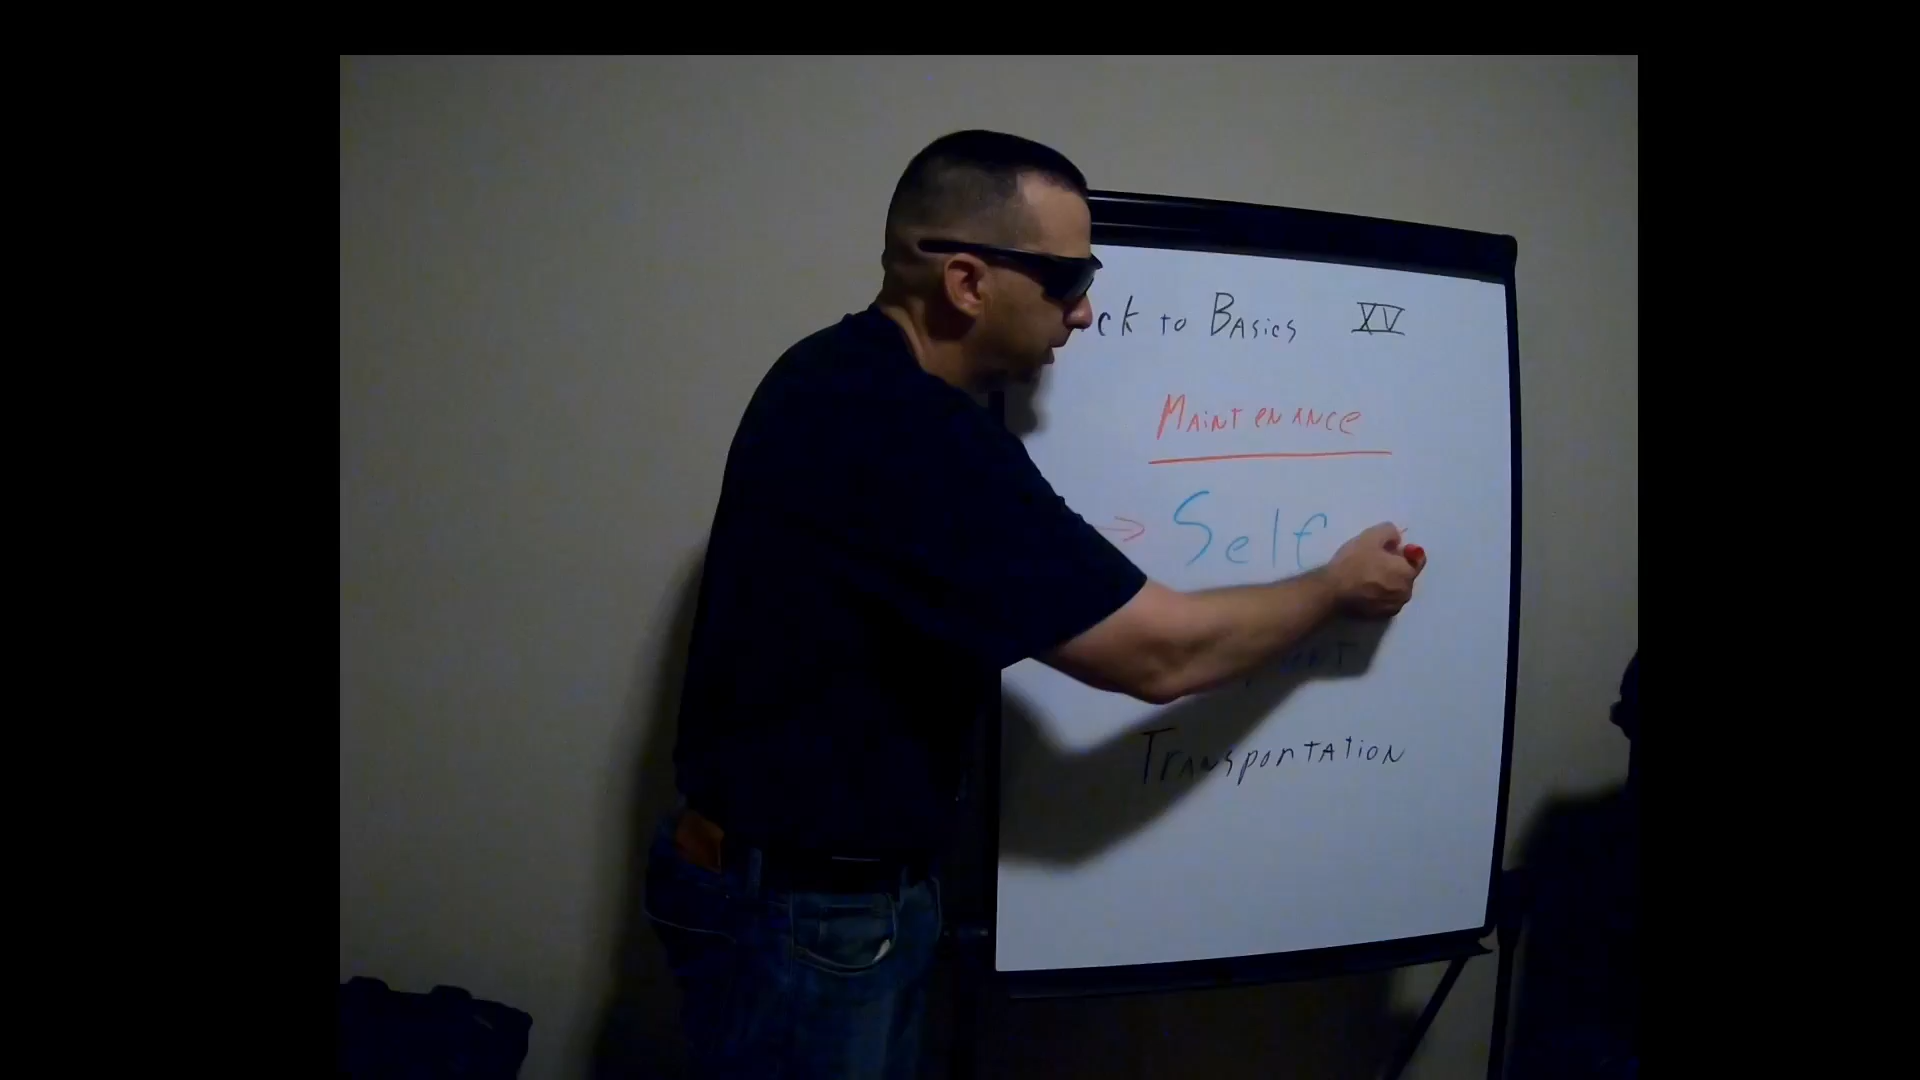 ck to Basics XV
Maintenance
→ Self
Transportation